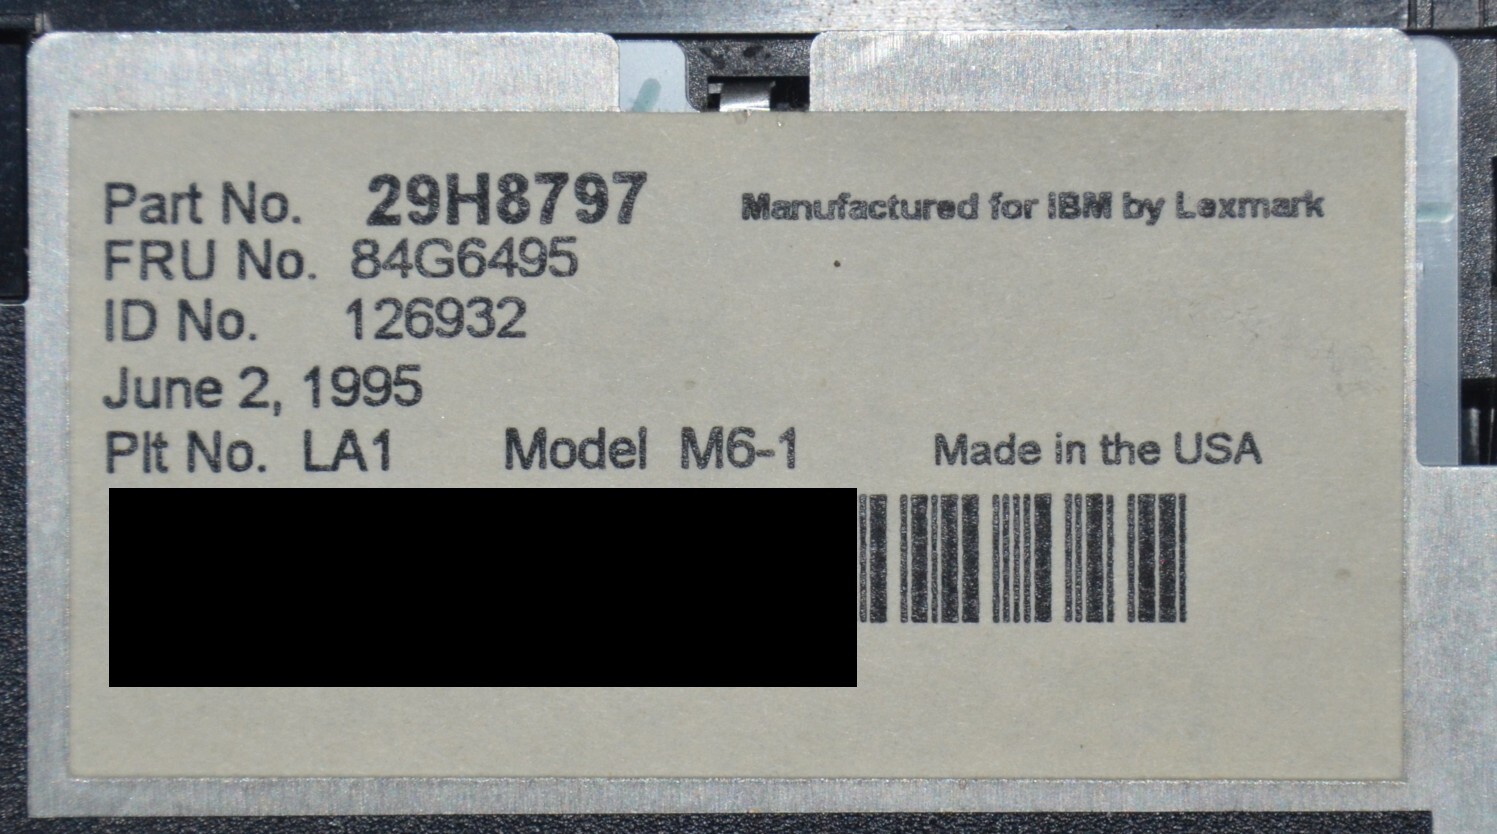 Part No. 29H8797 Manufactured for IBM by Lexmark
FRU No. 84G6495
ID No. 126932
June 2, 1995
Plt No. LA1 Model M6-1 Made in the USA